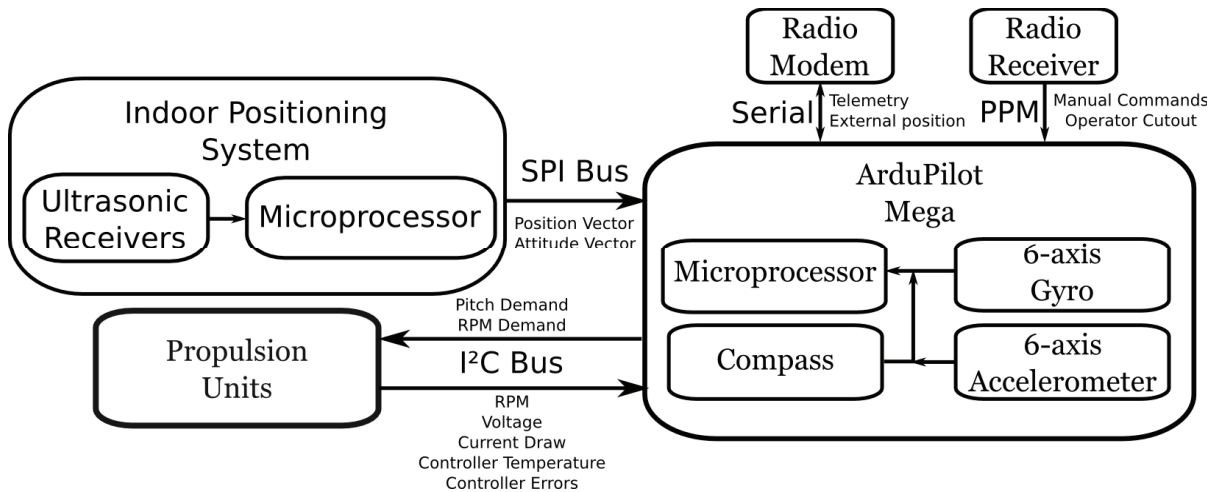 Radio
Modem
Radio
Receiver
Serial
Telemetry
External position
PPM
Manual Commands
Operator Cutout
Indoor Positioning
System
Ultrasonic
Receivers
Microprocessor
SPI Bus
Position Vector
Attitude Vector
ArduPilot
Mega
Microprocessor
6-axis
Gyro
Compass
6-axis
Accelerometer
Pitch Demand
RPM Demand
Propulsion
Units
I²C Bus
RPM
Voltage
Current Draw
Controller Temperature
Controller Errors